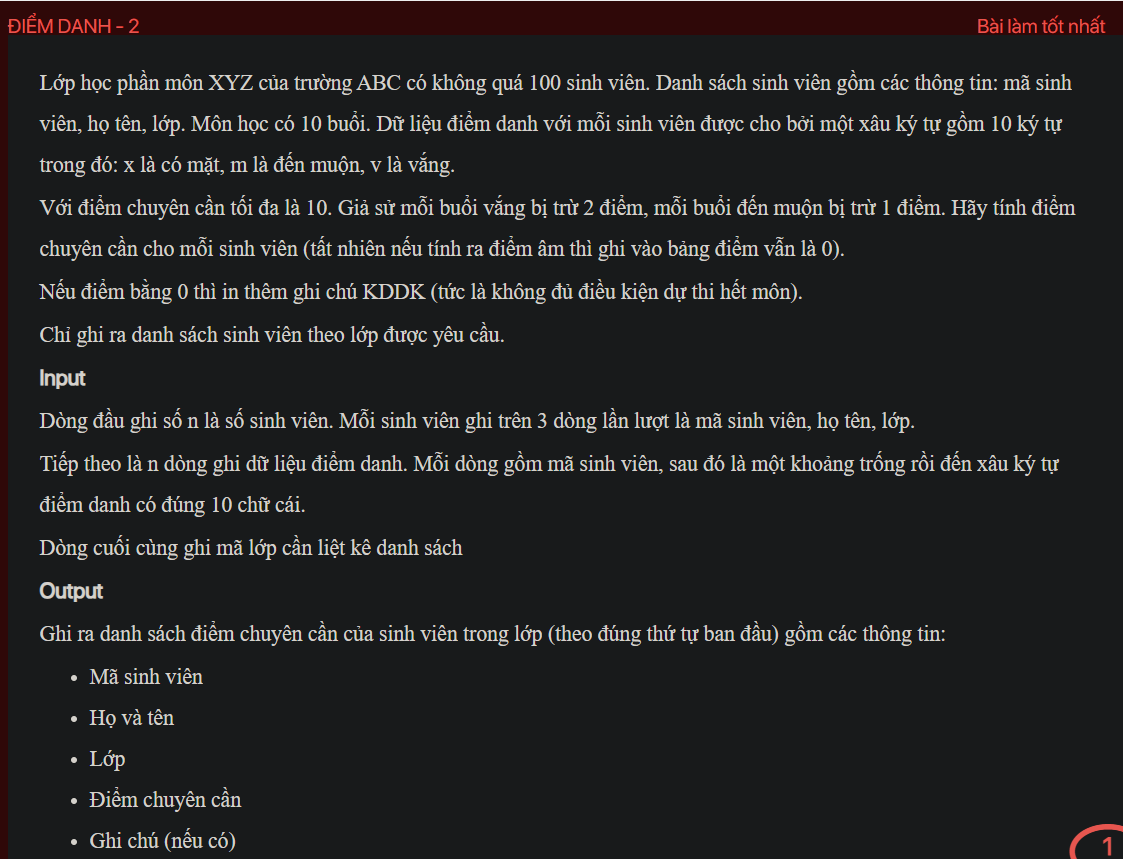 ĐIỂM DANH - 2
Bài làm tốt nhất
Lớp học phần môn XYZ của trường ABC có không quá 100 sinh viên. Danh sách sinh viên gồm các thông tin: mã sinh
viên, họ tên, lớp. Môn học có 10 buổi. Dữ liệu điểm danh với mỗi sinh viên được cho bởi một xâu ký tự gồm 10 ký tự
trong đó: x là có mặt, m là đến muộn, v là vắng.
Với điểm chuyên cần tối đa là 10. Giả sử mỗi buổi vắng bị trừ 2 điểm, mỗi buổi đến muộn bị trừ 1 điểm. Hãy tính điểm
chuyên cần cho mỗi sinh viên (tất nhiên nếu tính ra điểm âm thì ghi vào bảng điểm vẫn là 0).
Nếu điểm bằng 0 thì in thêm ghi chú KDDK (tức là không đủ điều kiện dự thi hết môn).
Chỉ ghi ra danh sách sinh viên theo lớp được yêu cầu.
Input
Dòng đầu ghi số n là số sinh viên. Mỗi sinh viên ghi trên 3 dòng lần lượt là mã sinh viên, họ tên, lớp.
Tiếp theo là n dòng ghi dữ liệu điểm danh. Mỗi dòng gồm mã sinh viên, sau đó là một khoảng trống rồi đến xâu ký tự
điểm danh có đúng 10 chữ cái.
Dòng cuối cùng ghi mã lớp cần liệt kê danh sách
Output
Ghi ra danh sách điểm chuyên cần của sinh viên trong lớp (theo đúng thứ tự ban đầu) gồm các thông tin:
• Mã sinh viên
• Họ và tên
• Lớp
• Điểm chuyên cần
• Ghi chú (nếu có)
1